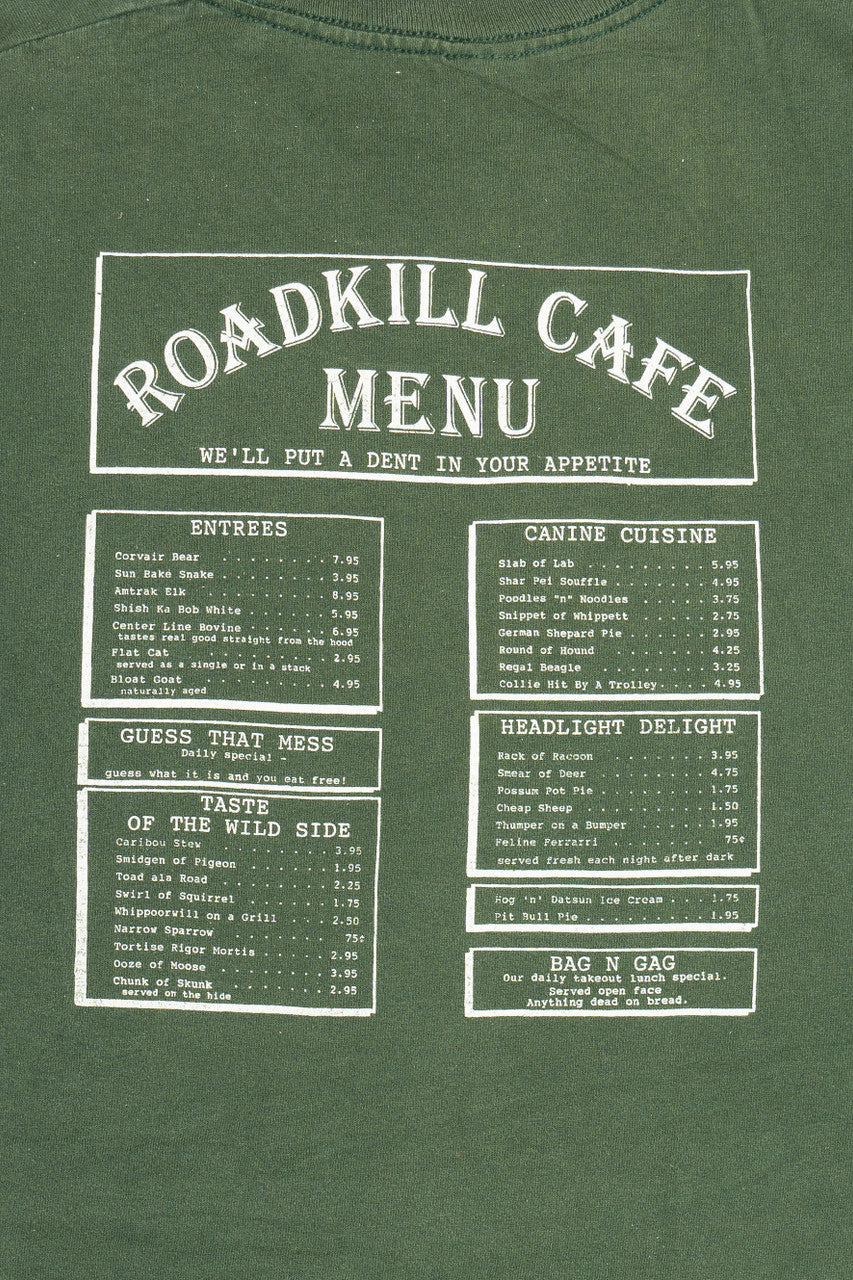 ROADKILL CAFE
MENU
WE'LL PUT A DENT IN YOUR APPETITE
ENTREES
Corvair Bear . . . . . . . . 7.95
Sun Bake Snake . . . . . . . . 3.95
Amtrak Elk . . . . . . . . . 8.95
Shish Ka Bob White . . . . . . 5.95
Center Line Bovine . . . . . . 6.95
tastes real good straight from the hood
Flat Cat . . . . . . . . . 2.95
served as a single or in a stack
Bloat Goat . . . . . . . . . 4.95
naturally aged
GUESS THAT MESS
Daily special -
guess what it is and you eat free!
TASTE
OF THE WILD SIDE
Caribou Stew . . . . . . . . 3.95
Smidgen of Pigeon . . . . . . . 1.95
Toad ala Road . . . . . . . . 2.25
Swirl of Squirrel . . . . . . . 1.75
Whippoorwill on a Grill . . . 2.50
Narrow Sparrow . . . . . . . 75¢
Tortise Rigor Mortis . . . . . 2.95
Ooze of Moose . . . . . . . . 3.95
Chunk of Skunk . . . . . . . 2.95
served on the hide
CANINE CUISINE
Slab of Lab . . . . . . . . . 5.95
Shar Pei Souffle . . . . . . . 4.95
Poodles "n" Noodles . . . . . 3.75
Snippet of Whippett . . . . . 2.75
German Shepard Pie . . . . . . 2.95
Round of Hound . . . . . . . 4.25
Regal Beagle . . . . . . . 3.25
Collie Hit By A Trolley. . . . 4.95
HEADLIGHT DELIGHT
Rack of Racoon . . . . . . . 3.95
Smear of Deer . . . . . . . . 4.75
Possum Pot Pie . . . . . . . . 1.75
Cheap Sheep . . . . . . . . 1.50
Thumper on a Bumper . . . . . 1.95
Feline Ferrarri . . . . . . . 75¢
served fresh each night after dark
Hog 'n' Datsun Ice Cream . . . 1.75
Pit Bull Pie . . . . . . . . . 1.95
BAG N GAG
Our daily takeout lunch special.
Served open face
Anything dead on bread.